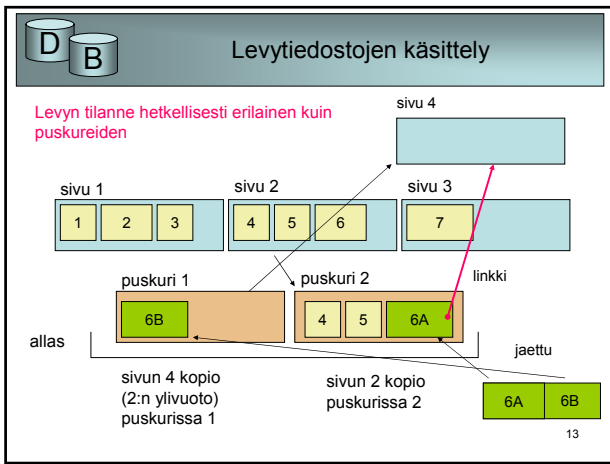 D
B
Levytiedostojen käsittely
Levyn tilanne hetkellisesti erilainen kuin
puskureiden
sivu 4
sivu 1
sivu 2
sivu 3
1 2 3
4 5 6
7
puskuri 1
puskuri 2
linkki
6B
4 5 6A
allas
jaettu
sivun 4 kopio
(2:n ylivuoto)
puskurissa 1
sivun 2 kopio
puskurissa 2
6A 6B
13